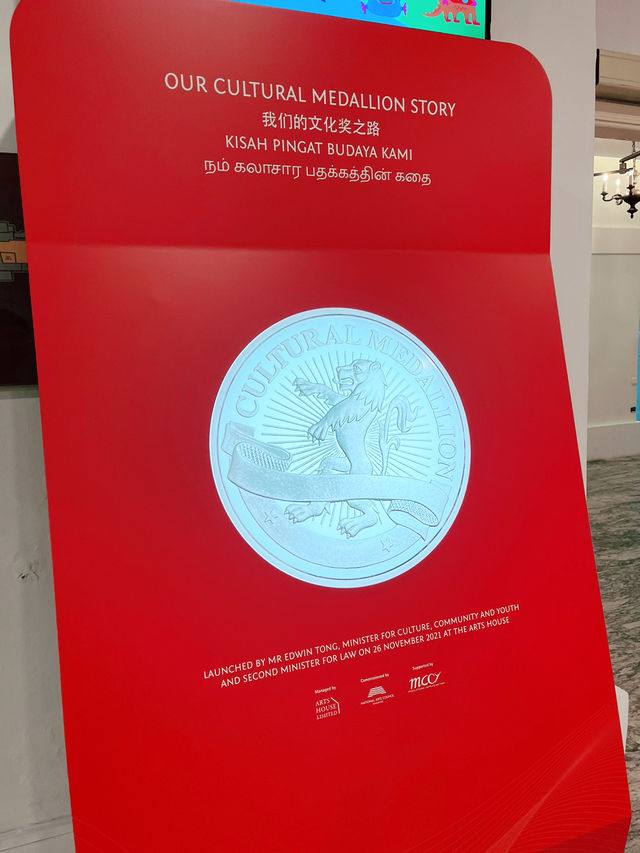 OUR CULTURAL MEDALLION STORY
我们的文化奖之路
KISAH PINGAT BUDAYA KAMI
நம் கலாசார பதக்கத்தின் கதை
CULTURAL MEDALLION
LAUNCHED BY MR EDWIN TONG, MINISTER FOR CULTURE, COMMUNITY AND YOUTH
AND SECOND MINISTER FOR LAW ON 26 NOVEMBER 2021 AT THE ARTS HOUSE
Managed by
ARTS
HOUSE
LIMITED
Commissioned by
NATIONAL ARTS COUNCIL
Supported by
mccy